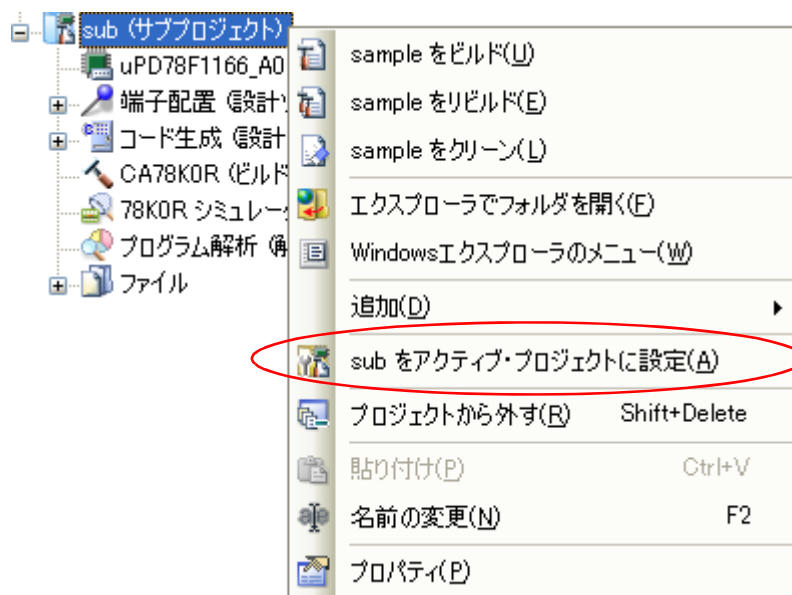 sub (サブプロジェクト)
uPD78F1166_A0
端子配置 (設計
コード生成 (設計
CA78K0R (ビルド
78K0R シミュレー
プログラム解析 (解
ファイル
sample をビルド(U)
sample をリビルド(E)
sample をクリーン(L)
エクスプローラでフォルダを開く(F)
Windowsエクスプローラのメニュー(W)
追加(D)
sub をアクティブ・プロジェクトに設定(A)
プロジェクトから外す(R) Shift+Delete
貼り付け(P) Ctrl+V
名前の変更(N) F2
プロパティ(P)